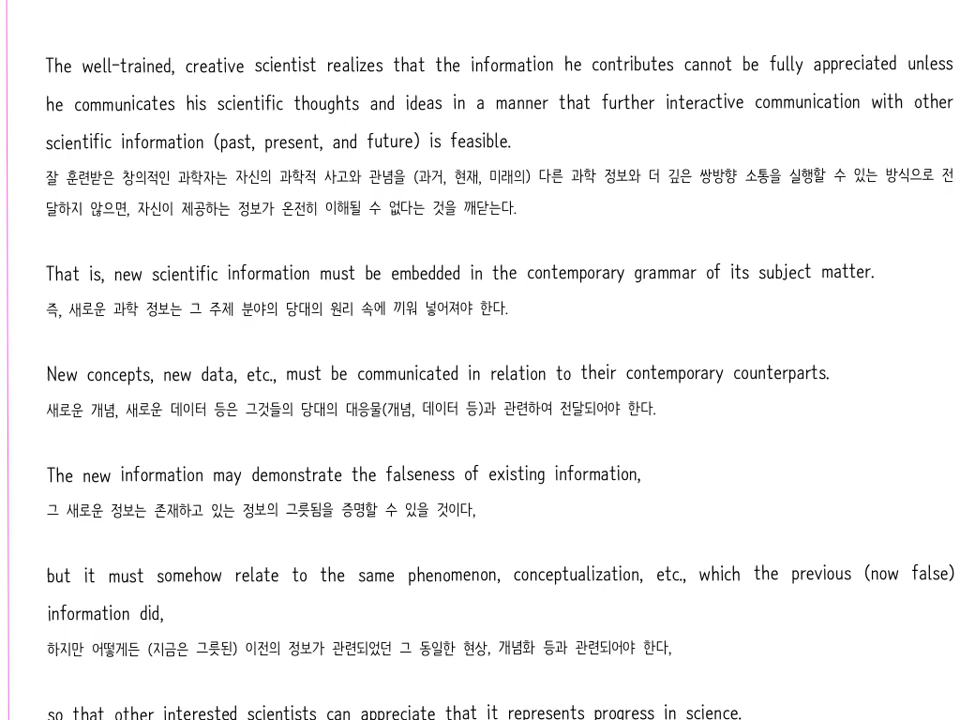 The well-trained, creative scientist realizes that the information he contributes cannot be fully appreciated unless
he communicates his scientific thoughts and ideas in a manner that further interactive communication with other
scientific information (past, present, and future) is feasible.
잘 훈련받은 창의적인 과학자는 자신의 과학적 사고와 관념을 (과거, 현재, 미래의) 다른 과학 정보와 더 깊은 쌍방향 소통을 실행할 수 있는 방식으로 전
달하지 않으면, 자신이 제공하는 정보가 온전히 이해될 수 없다는 것을 깨닫는다.
That is, new scientific information must be embedded in the contemporary grammar of its subject matter.
즉, 새로운 과학 정보는 그 주제 분야의 당대의 원리 속에 끼워 넣어져야 한다.
New concepts, new data, etc., must be communicated in relation to their contemporary counterparts.
새로운 개념, 새로운 데이터 등은 그것들의 당대의 대응물(개념, 데이터 등)과 관련하여 전달되어야 한다.
The new information may demonstrate the falseness of existing information,
그 새로운 정보는 존재하고 있는 정보의 그릇됨을 증명할 수 있을 것이다,
but it must somehow relate to the same phenomenon, conceptualization, etc., which the previous (now false)
information did,
하지만 어떻게든 (지금은 그릇된) 이전의 정보가 관련되었던 그 동일한 현상, 개념화 등과 관련되어야 한다,
so that other interested scientists can appreciate that it represents progress in science.